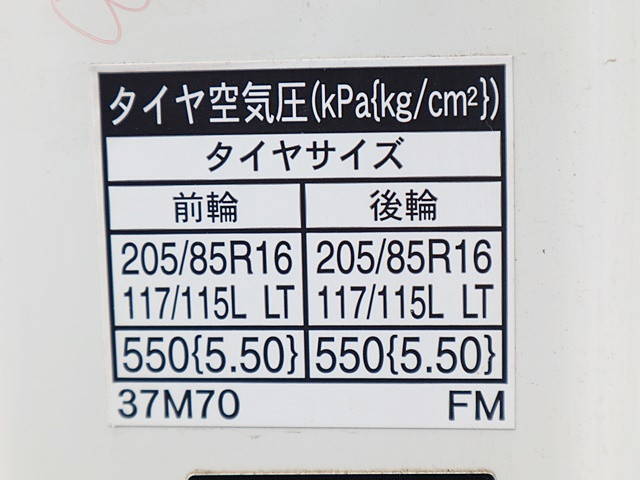 タイヤ空気圧(kPa{kg/cm²})
タイヤサイズ
前輪 後輪
205/85R16 205/85R16
117/115L LT 117/115L LT
550{5.50} 550{5.50}
37M70 FM